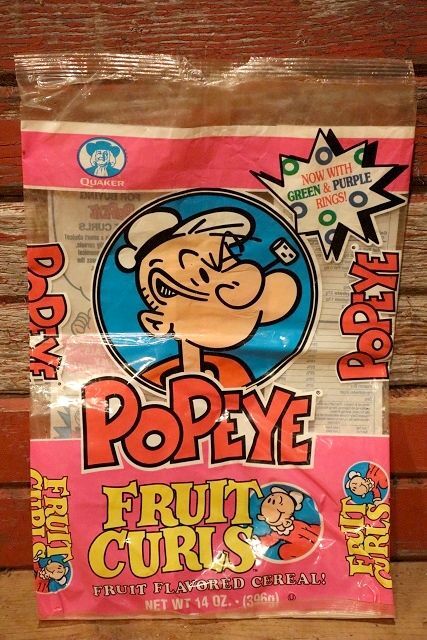 QUAKER
NOW WITH
GREEN & PURPLE
RINGS!
POPEYE
POPEYE
POPEYE®
FRUIT
CURLS
FRUIT FLAVORED CEREAL!
NET WT 14 OZ. • (396g)
FRUIT
CURLS
FRUIT
CURLS